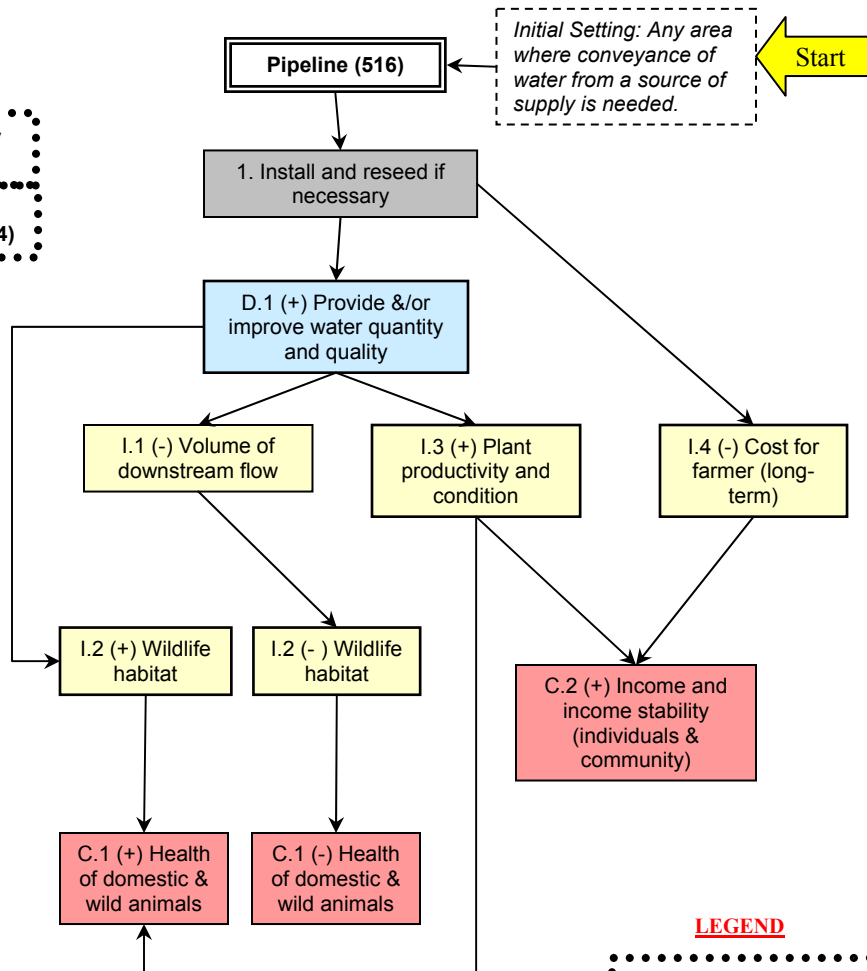 Initial Setting: Any area
where conveyance of
water from a source of
supply is needed.
Start
Pipeline (516)
4)
1. Install and reseed if
necessary
D.1 (+) Provide &/or
improve water quantity
and quality
I.1 (-) Volume of
downstream flow
I.3 (+) Plant
productivity and
condition
I.4 (-) Cost for
farmer (long-
term)
I.2 (+) Wildlife
habitat
I.2 (- ) Wildlife
habitat
C.2 (+) Income and
income stability
(individuals &
community)
C.1 (+) Health
of domestic &
wild animals
C.1 (-) Health
of domestic &
wild animals
LEGEND